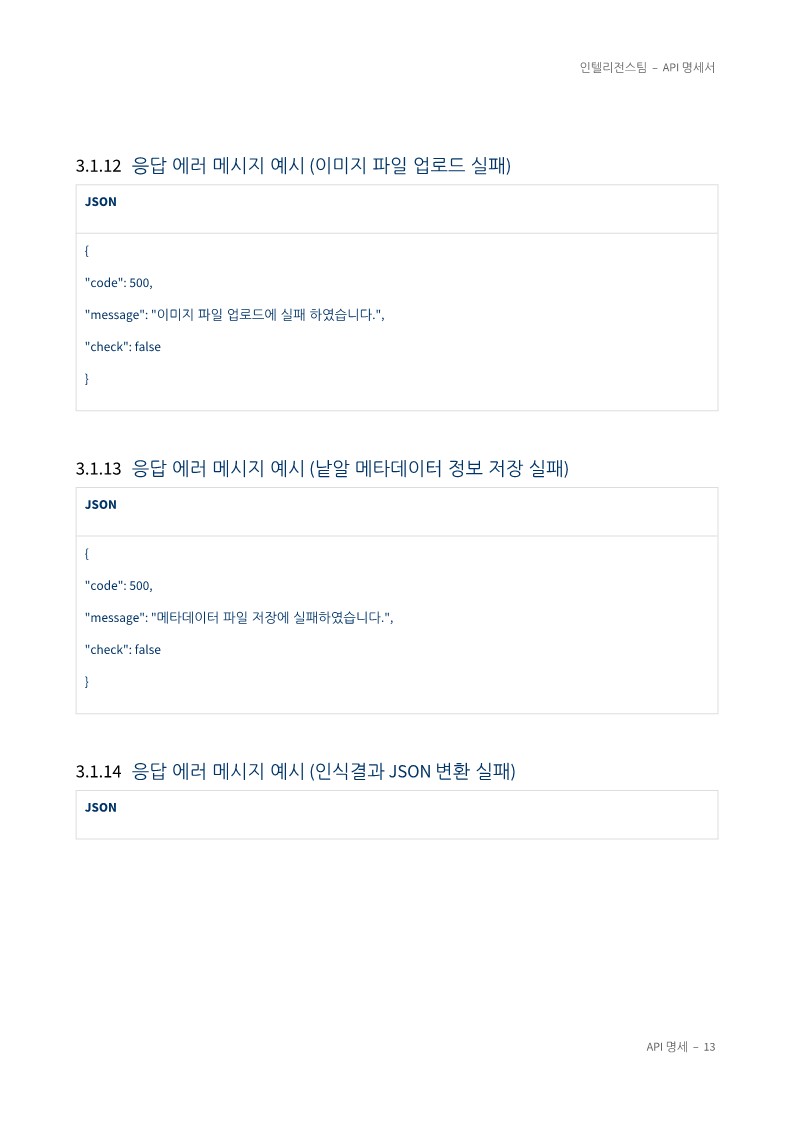 인텔리전스팀 – API 명세서
3.1.12 응답 에러 메시지 예시 (이미지 파일 업로드 실패)
JSON
{
"code": 500,
"message": "이미지 파일 업로드에 실패 하였습니다.",
"check": false
}
3.1.13 응답 에러 메시지 예시 (낱알 메타데이터 정보 저장 실패)
JSON
{
"code": 500,
"message": "메타데이터 파일 저장에 실패하였습니다.",
"check": false
}
3.1.14 응답 에러 메시지 예시 (인식결과 JSON 변환 실패)
JSON
API 명세 – 13